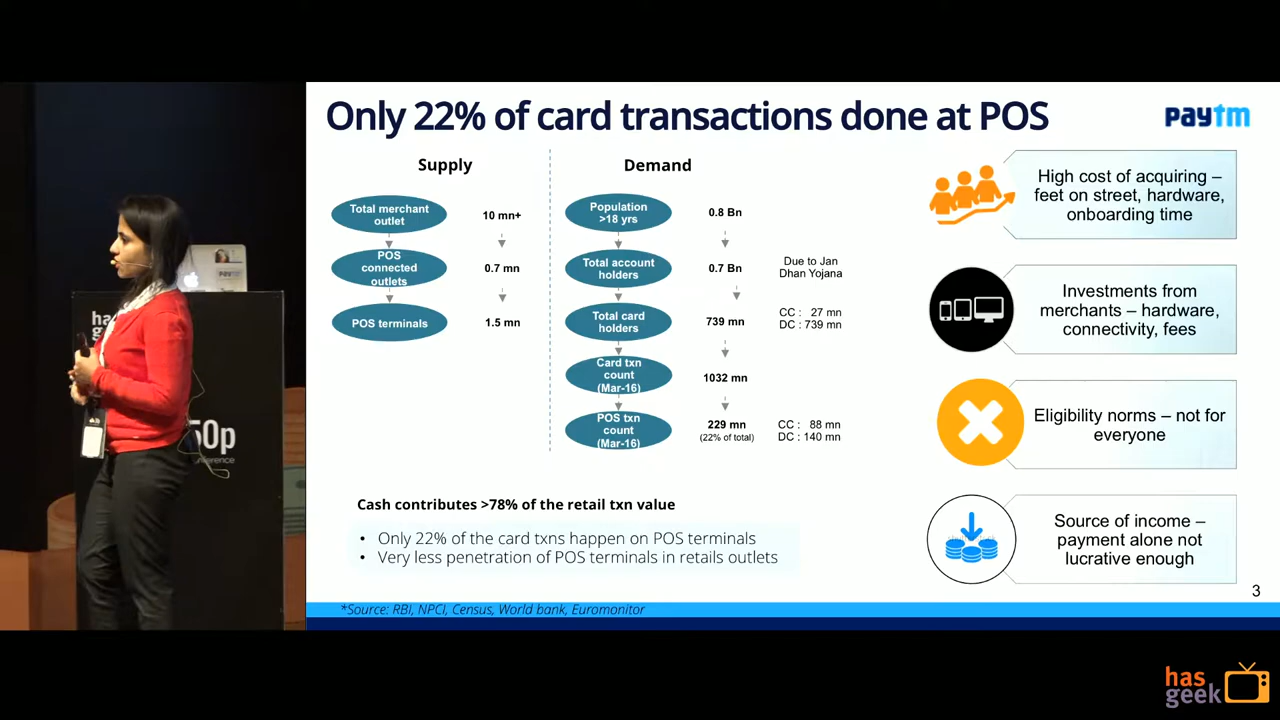 Only 22% of card transactions done at POS
paytm
Supply
Total merchant
outlet
10 mn+
POS
connected
outlets
0.7 mn
POS terminals
1.5 mn
Demand
Population
>18 yrs
0.8 Bn
Total account
holders
0.7 Bn
Due to Jan
Dhan Yojana
Total card
holders
739 mn
CC : 27 mn
DC : 739 mn
Card txn
count
(Mar-16)
1032 mn
POS txn
count
(Mar-16)
229 mn
(22% of total)
CC : 88 mn
DC : 140 mn
High cost of acquiring –
feet on street, hardware,
onboarding time
Investments from
merchants – hardware,
connectivity, fees
Eligibility norms – not for
everyone
Source of income –
payment alone not
lucrative enough
Cash contributes >78% of the retail txn value
• Only 22% of the card txns happen on POS terminals
• Very less penetration of POS terminals in retails outlets
3
*Source: RBI, NPCI, Census, World bank, Euromonitor
has
geek